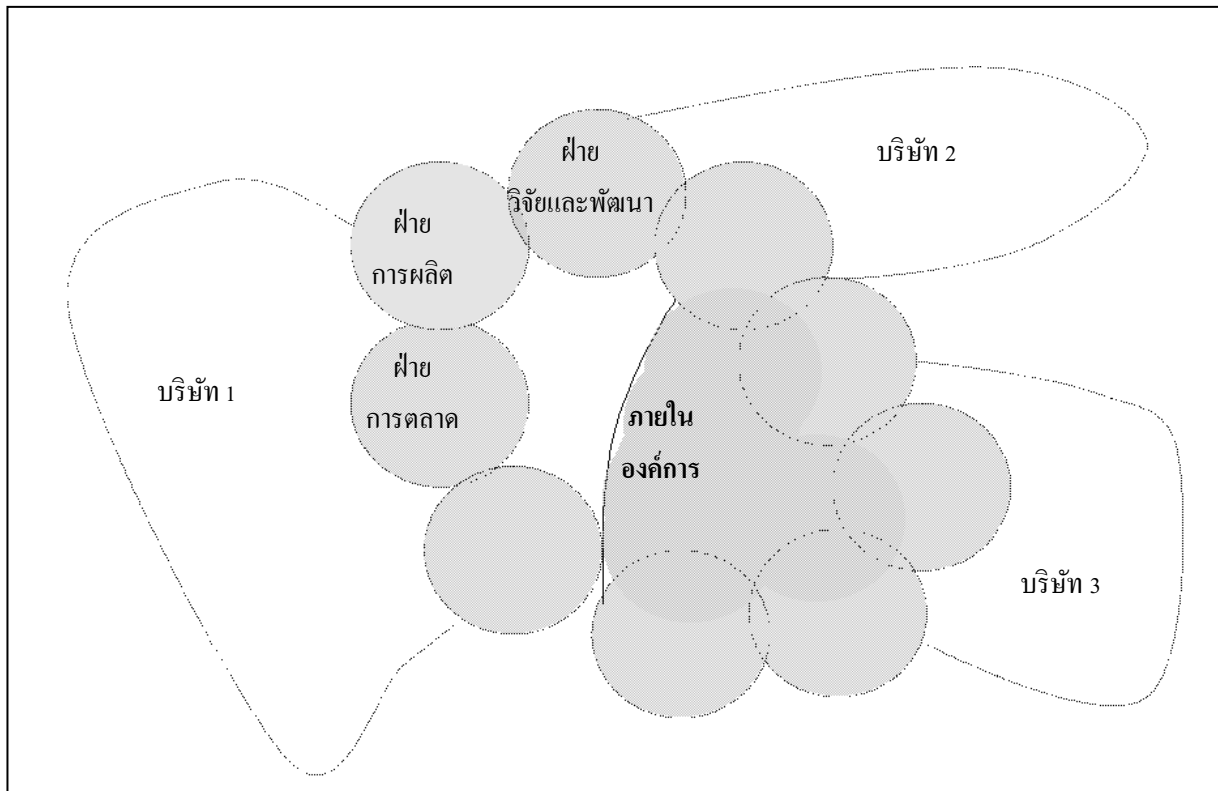 ฝ่าย
วิจัยและพัฒนา
บริษัท 2
ฝ่าย
การผลิต
บริษัท 1
ฝ่าย
การตลาด
ภายใน
องค์การ
บริษัท 3